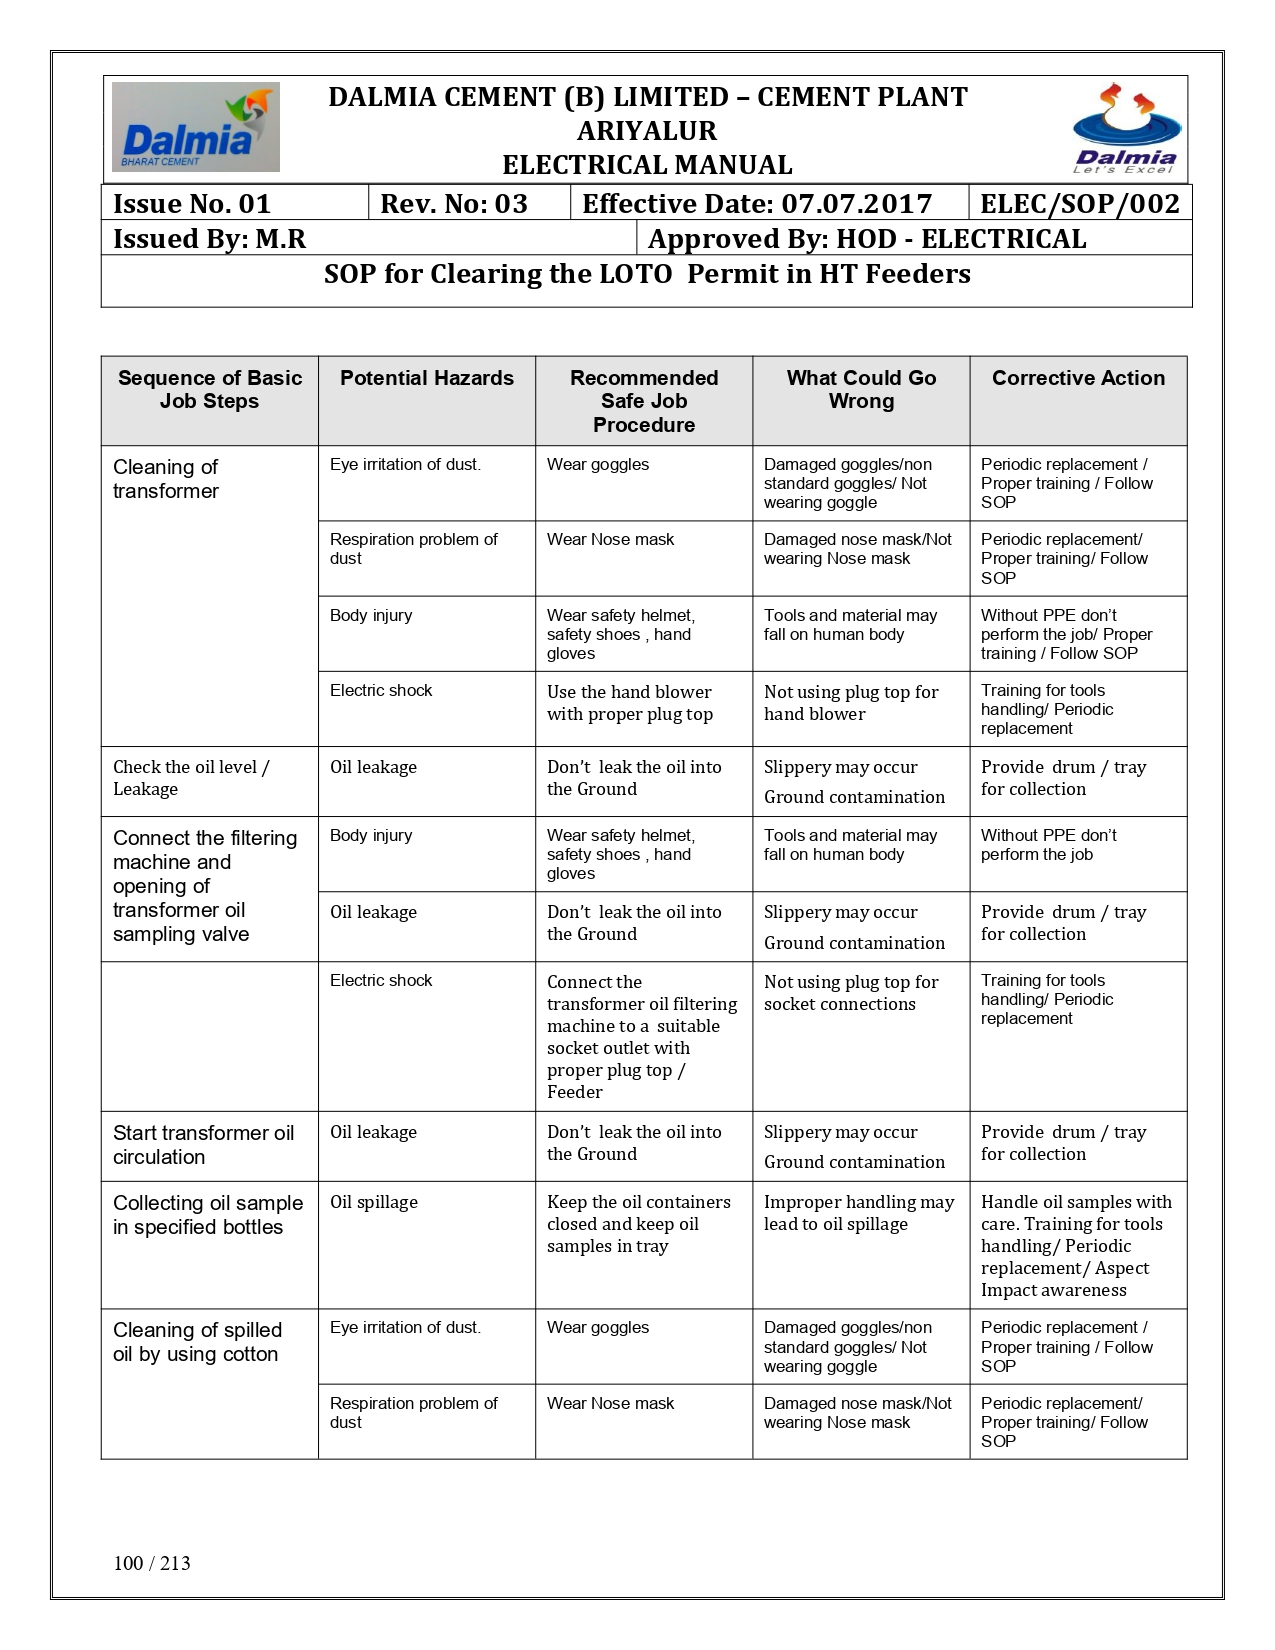 Dalmia
BHARAT CEMENT
DALMIA CEMENT (B) LIMITED – CEMENT PLANT
ARIYALUR
ELECTRICAL MANUAL
Dalmia
Let's Excel
Issue No. 01 Rev. No: 03 Effective Date: 07.07.2017 ELEC/SOP/002
Issued By: M.R Approved By: HOD - ELECTRICAL
SOP for Clearing the LOTO Permit in HT Feeders
Sequence of Basic
Job Steps
Potential Hazards
Recommended
Safe Job
Procedure
What Could Go
Wrong
Corrective Action
Cleaning of
transformer
Eye irritation of dust.
Wear goggles
Damaged goggles/non
standard goggles/ Not
wearing goggle
Periodic replacement /
Proper training / Follow
SOP
Respiration problem of
dust
Wear Nose mask
Damaged nose mask/Not
wearing Nose mask
Periodic replacement/
Proper training/ Follow
SOP
Body injury
Wear safety helmet,
safety shoes , hand
gloves
Tools and material may
fall on human body
Without PPE don’t
perform the job/ Proper
training / Follow SOP
Electric shock
Use the hand blower
with proper plug top
Not using plug top for
hand blower
Training for tools
handling/ Periodic
replacement
Check the oil level /
Leakage
Oil leakage
Don’t leak the oil into
the Ground
Slippery may occur
Ground contamination
Provide drum / tray
for collection
Connect the filtering
machine and
opening of
transformer oil
sampling valve
Body injury
Wear safety helmet,
safety shoes , hand
gloves
Tools and material may
fall on human body
Without PPE don’t
perform the job
Oil leakage
Don’t leak the oil into
the Ground
Slippery may occur
Ground contamination
Provide drum / tray
for collection
Electric shock
Connect the
transformer oil filtering
machine to a suitable
socket outlet with
proper plug top /
Feeder
Not using plug top for
socket connections
Training for tools
handling/ Periodic
replacement
Start transformer oil
circulation
Oil leakage
Don’t leak the oil into
the Ground
Slippery may occur
Ground contamination
Provide drum / tray
for collection
Collecting oil sample
in specified bottles
Oil spillage
Keep the oil containers
closed and keep oil
samples in tray
Improper handling may
lead to oil spillage
Handle oil samples with
care. Training for tools
handling/ Periodic
replacement/ Aspect
Impact awareness
Cleaning of spilled
oil by using cotton
Eye irritation of dust.
Wear goggles
Damaged goggles/non
standard goggles/ Not
wearing goggle
Periodic replacement /
Proper training / Follow
SOP
Respiration problem of
dust
Wear Nose mask
Damaged nose mask/Not
wearing Nose mask
Periodic replacement/
Proper training/ Follow
SOP
100 / 213